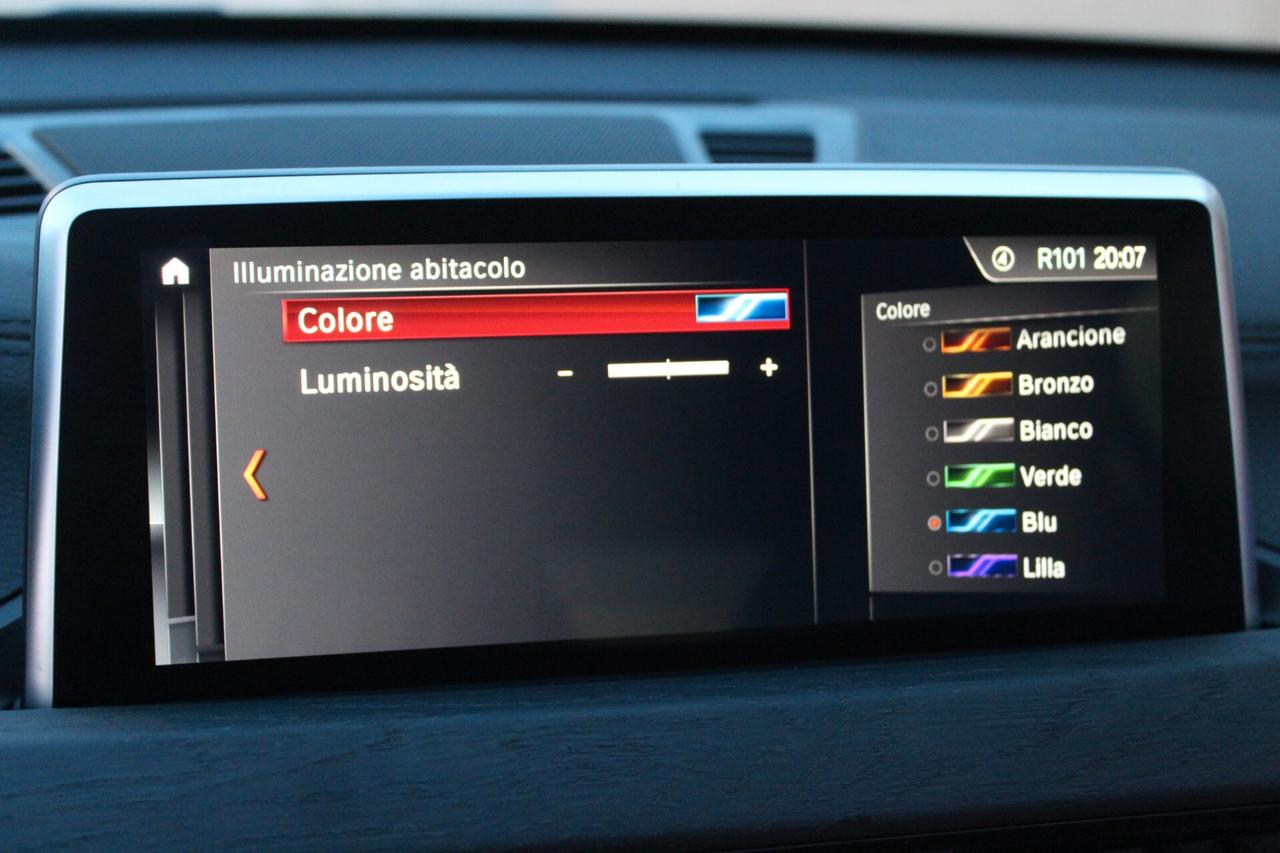 Illuminazione abitacolo
R101 20:07
Colore
Luminosità - +
Colore
Arancione
Bronzo
Bianco
Verde
Blu
Lilla